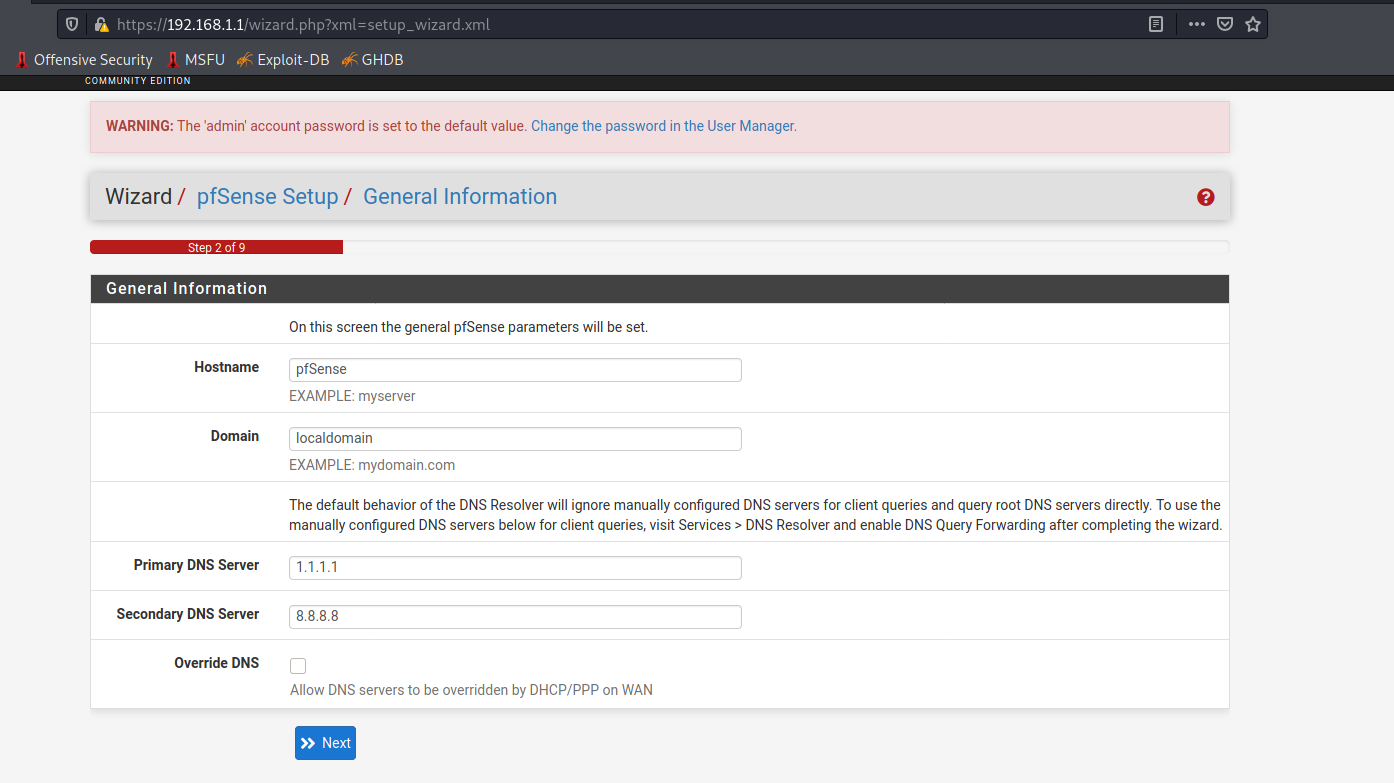 https://192.168.1.1/wizard.php?xml=setup_wizard.xml
Offensive Security MSFU Exploit-DB GHDB
COMMUNITY EDITION
WARNING: The 'admin' account password is set to the default value. Change the password in the User Manager.
Wizard / pfSense Setup / General Information
Step 2 of 9
General Information
On this screen the general pfSense parameters will be set.
Hostname pfSense
EXAMPLE: myserver
Domain localdomain
EXAMPLE: mydomain.com
The default behavior of the DNS Resolver will ignore manually configured DNS servers for client queries and query root DNS servers directly. To use the
manually configured DNS servers below for client queries, visit Services > DNS Resolver and enable DNS Query Forwarding after completing the wizard.
Primary DNS Server 1.1.1.1
Secondary DNS Server 8.8.8.8
Override DNS
Allow DNS servers to be overridden by DHCP/PPP on WAN
Next